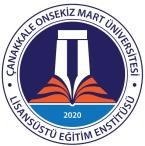 ÇANAKKALE ONSEKİZ MART ÜNİVERSİTESİ
2020
LİSANSÜSTÜ EĞİTİM ENSTİTÜSÜ